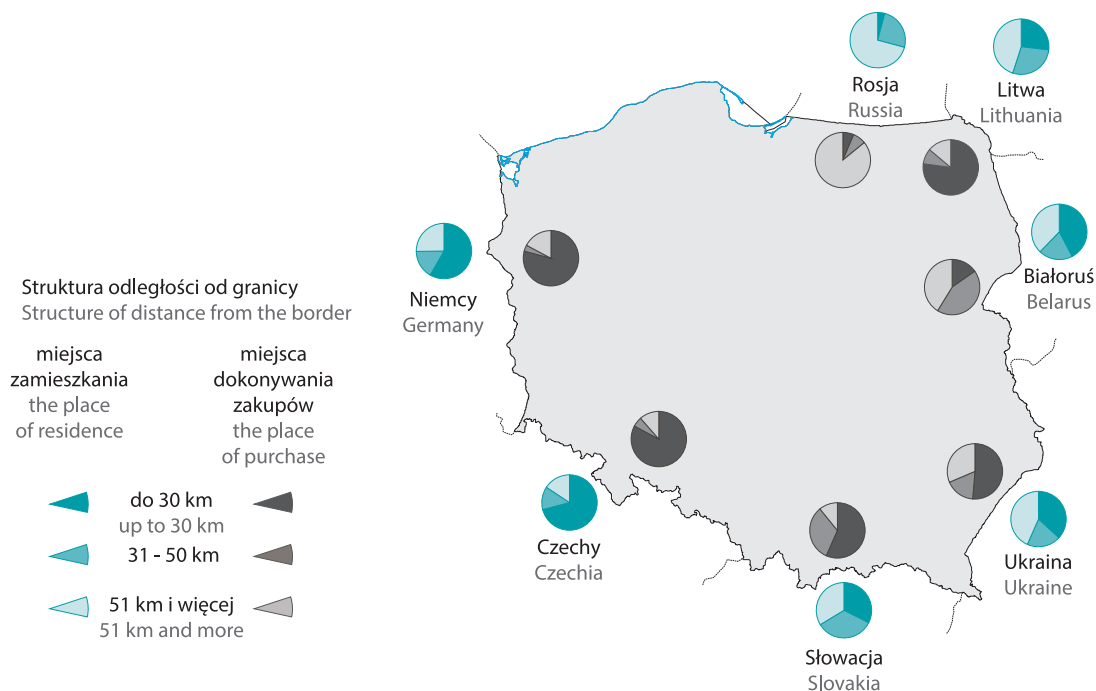 Rosja
Russia
Litwa
Lithuania
Białoruś
Belarus
Niemcy
Germany
Struktura odległości od granicy
Structure of distance from the border
miejsca
zamieszkania
the place
of residence
miejsca
dokonywania
zakupów
the place
of purchase
do 30 km
up to 30 km
31 - 50 km
51 km i więcej
51 km and more
Czechy
Czechia
Ukraina
Ukraine
Słowacja
Slovakia